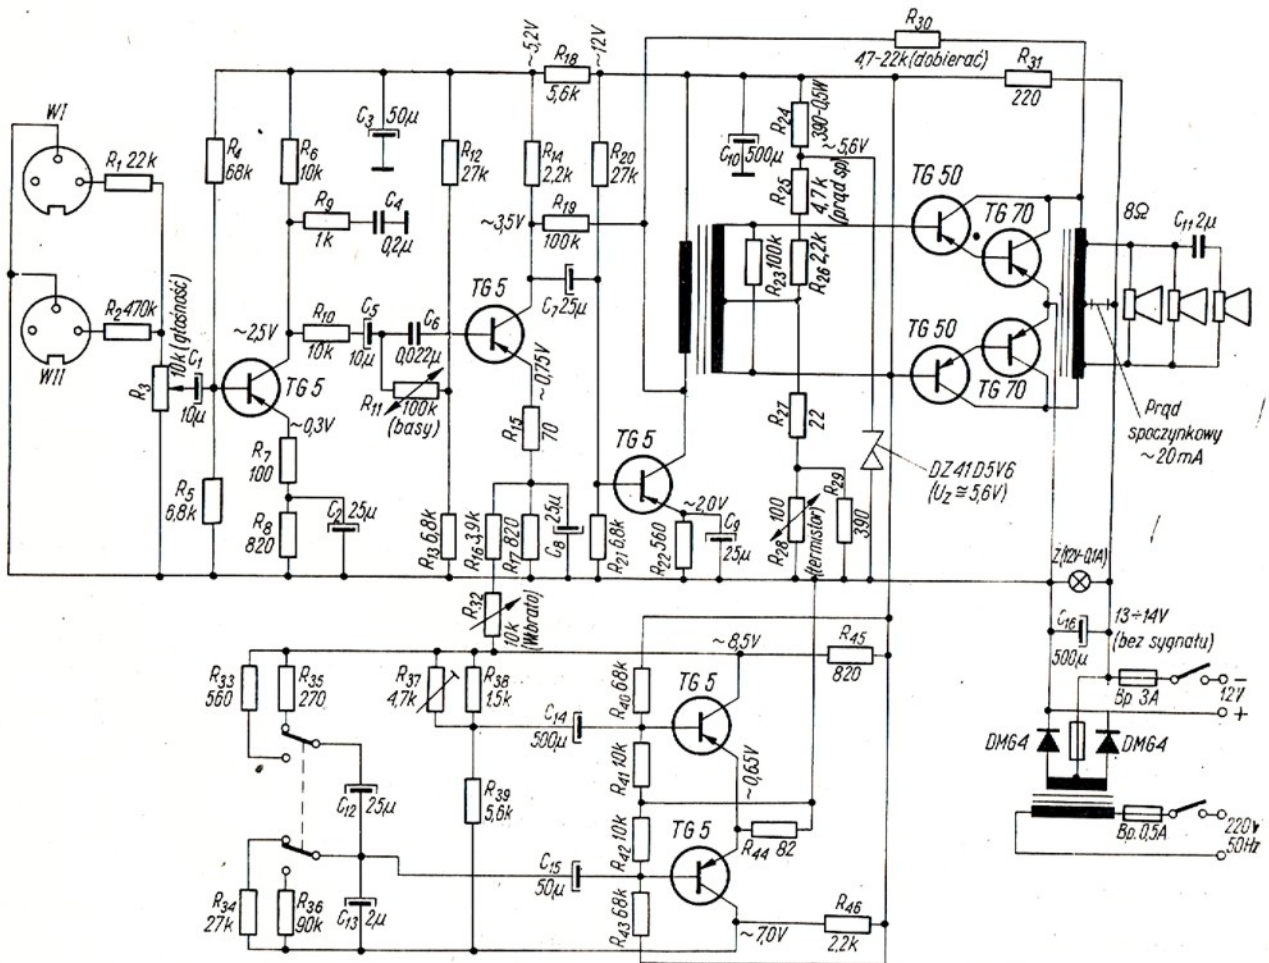 WI
WII
R1 22k
R2 470k
R3
10k (głośność)
C1
10µ
R4
68k
R5
6,8k
R6
10k
R7
100
R8
820
C2 25µ
~2,5V
TG 5
~0,3V
C3
50µ
R9
1k
C4
0,2µ
R10
10k
C5
10µ
C6
0,022µ
R11
100k
(basy)
R12
27k
R13 6,8k
~5,2V
R18
5,6k
~12V
R14
2,2k
~3,5V
R19
100k
R20
27k
TG 5
C7 25µ
~0,75V
R15
70
R16 3,9k
R17 820
C8 25µ
R21 6,8k
TG 5
~2,0V
R22 560
C9
25µ
R30
4,7-22k (dobierać)
R31
220
C10 500µ
R24
390-0,5W
~5,6V
R25
4,7k
(prąd sp)
R23 100k
R26 2,2k
R27
22
R28 100
(termistor)
R29
390
DZ41D5V6
(Uz ≅ 5,6V)
TG 50
TG 70
TG 50
TG 70
8Ω
C11 2µ
Prąd
spoczynkowy
~20mA
Z(12V-0,1A)
C16
500µ
13÷14V
(bez sygnału)
Bp 3A
−
12V
+
DMG4
DMG4
Bp. 0,5A
220v
50Hz
R32
10k
(Wibrato)
R33
560
R35
270
R37
4,7k
R38
1,5k
C14
500µ
R40 68k
TG 5
~8,5V
R45
820
C12 25µ
R39
5,6k
R41 10k
~0,65V
R42 10k
TG 5
R44 82
R34
27k
R36
90k
C13 2µ
C15
50µ
R43 68k
~7,0V
R46
2,2k